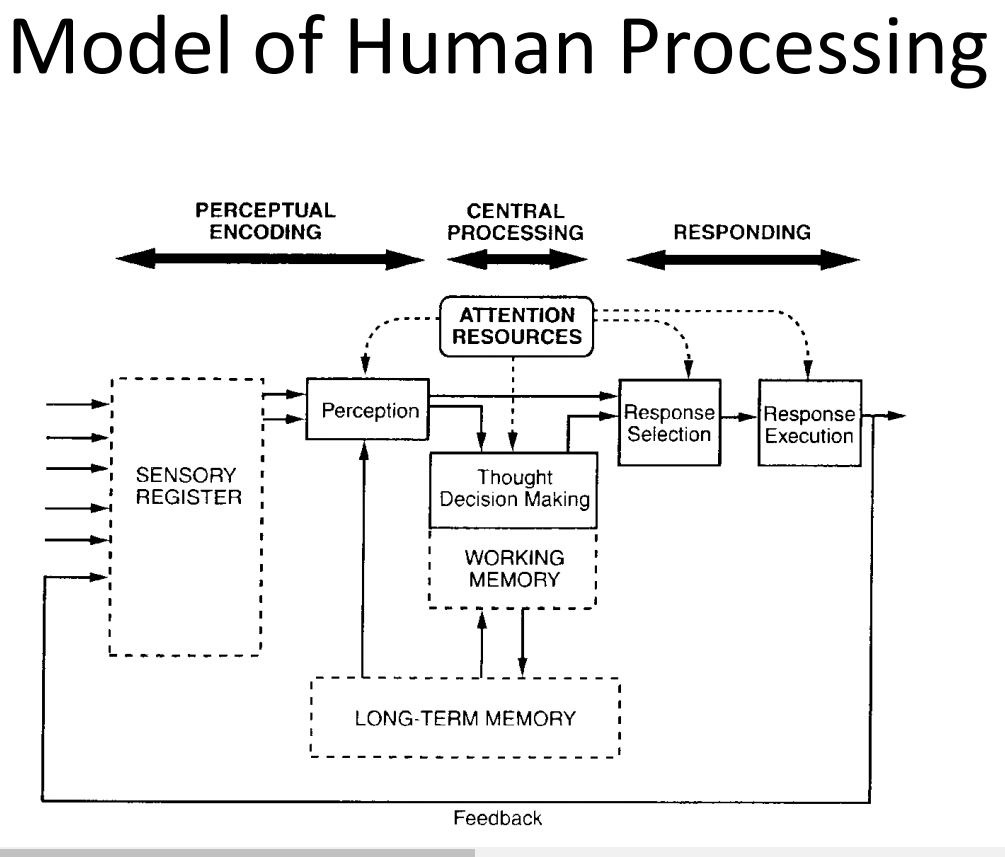 Model of Human Processing
PERCEPTUAL
ENCODING
CENTRAL
PROCESSING
RESPONDING
ATTENTION
RESOURCES
Perception
Response
Selection
Response
Execution
SENSORY
REGISTER
Thought
Decision Making
WORKING
MEMORY
LONG-TERM MEMORY
Feedback